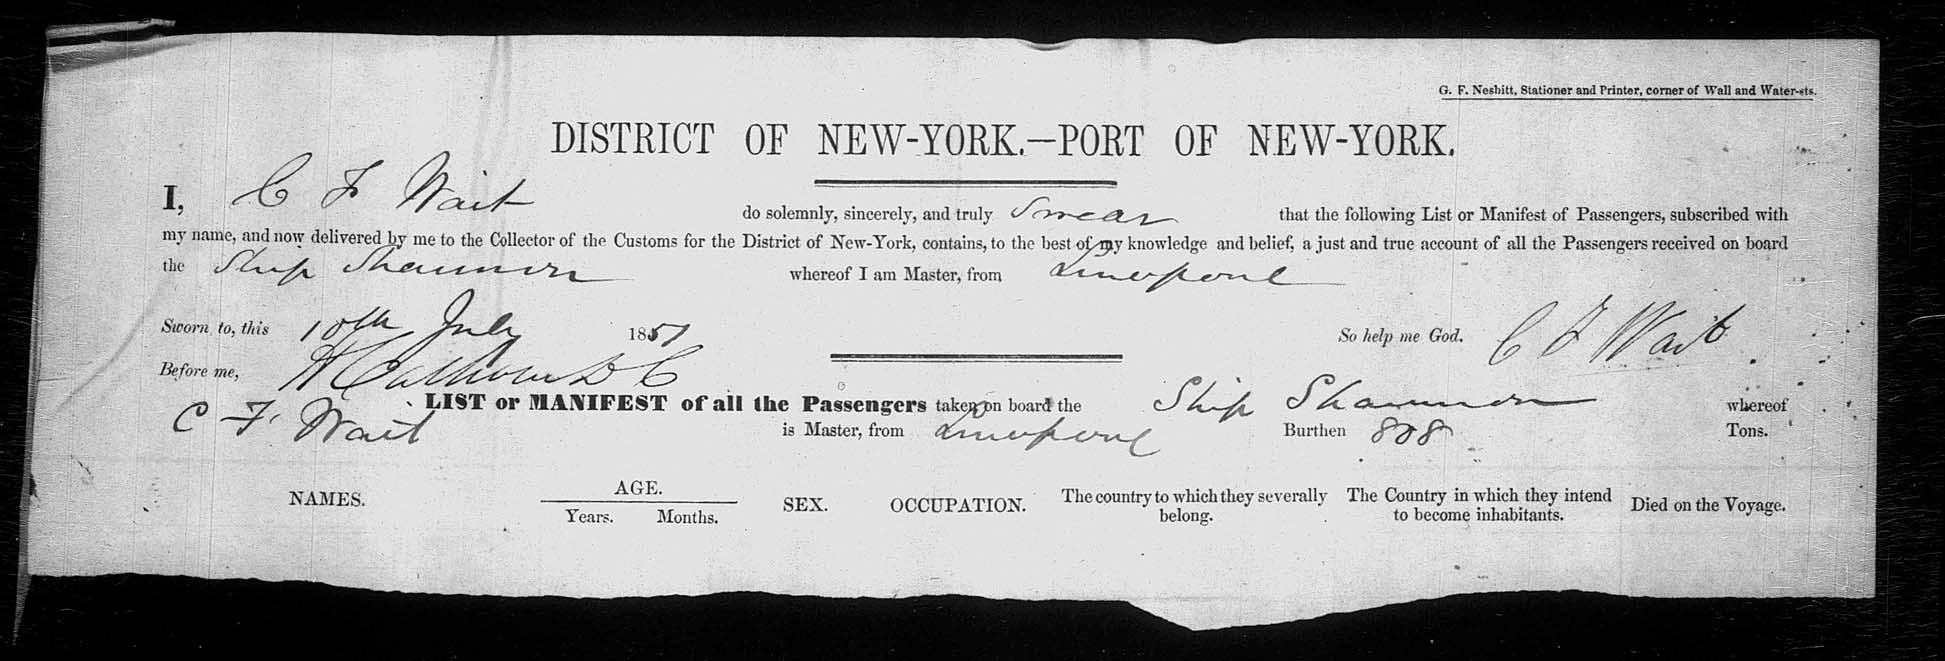 G. F. Nesbitt, Stationer and Printer, corner of Wall and Water-sts.
DISTRICT OF NEW-YORK.—PORT OF NEW-YORK.
I, C F Wait do solemnly, sincerely, and truly Swear that the following List or Manifest of Passengers, subscribed with
my name, and now delivered by me to the Collector of the Customs for the District of New-York, contains, to the best of my knowledge and belief, a just and true account of all the Passengers received on board
the Ship Shannon whereof I am Master, from Liverpool
Sworn to, this 10th July 1851 So help me God. C F Wait
Before me,
LIST or MANIFEST of all the Passengers taken on board the Ship Shannon whereof
C F Wait is Master, from Liverpool Burthen 808 Tons.
NAMES. AGE. SEX. OCCUPATION. The country to which they severally The Country in which they intend Died on the Voyage.
Years. Months. belong. to become inhabitants.